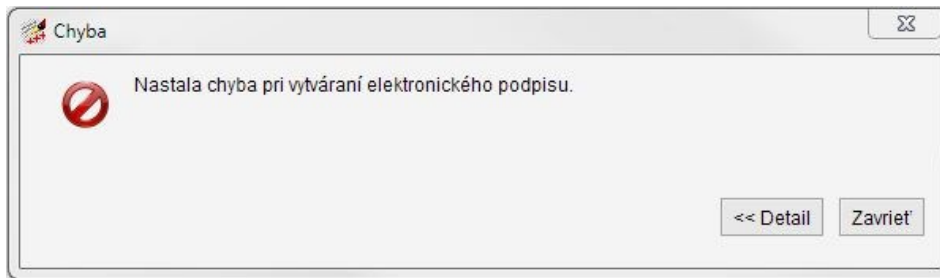 Chyba
Nastala chyba pri vytváraní elektronického podpisu.
<< Detail
Zavrieť